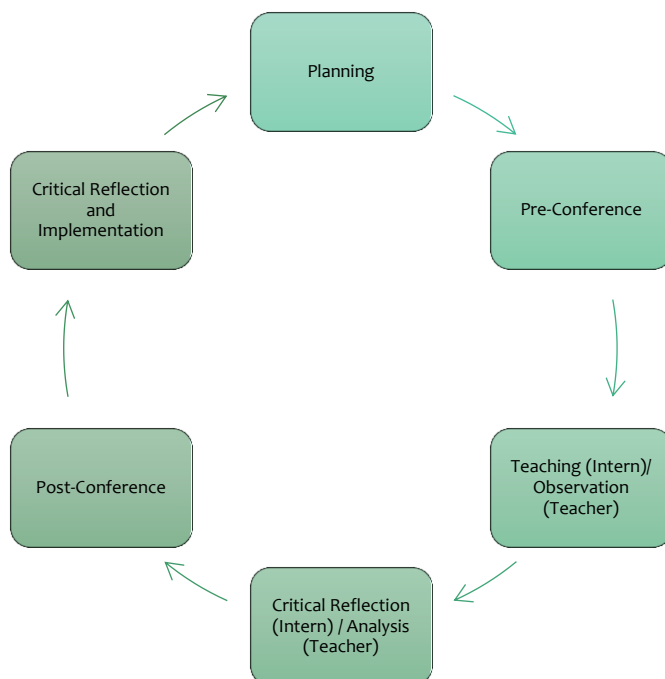 Planning
Pre-Conference
Teaching (Intern)/
Observation
(Teacher)
Critical Reflection
(Intern) / Analysis
(Teacher)
Post-Conference
Critical Reflection
and
Implementation